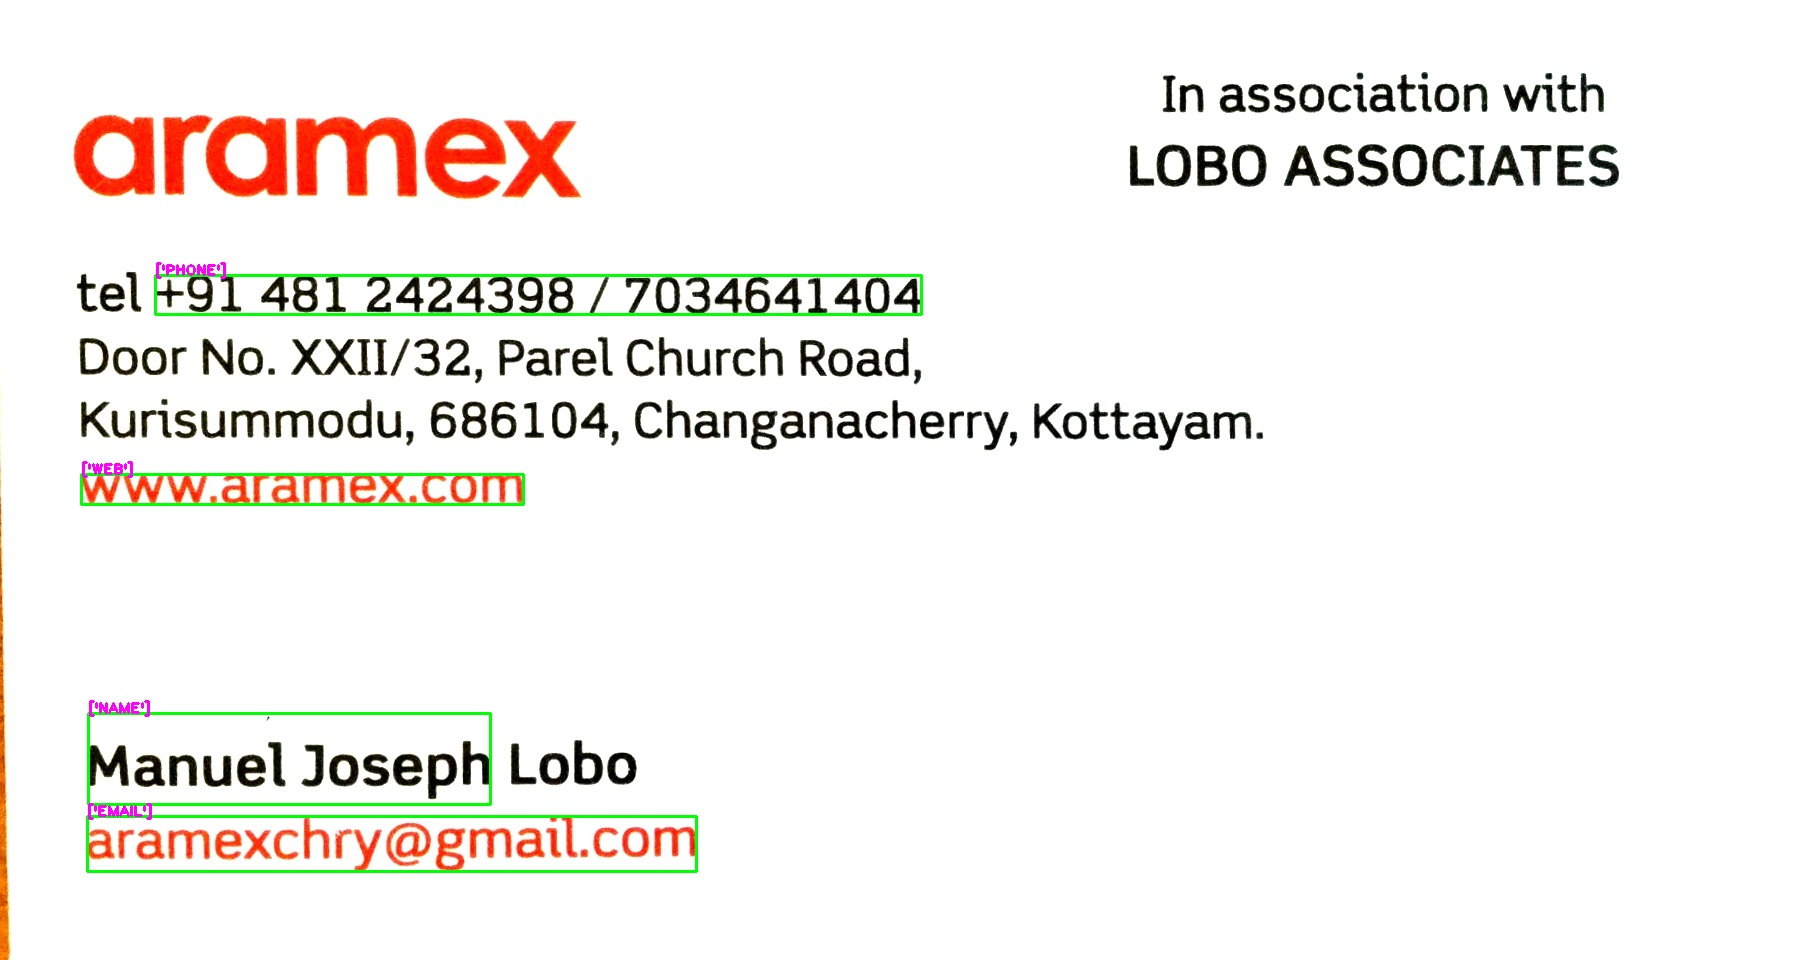 aramex
In association with
LOBO ASSOCIATES
['PHONE']
tel +91 481 2424398 / 7034641404
Door No. XXII/32, Parel Church Road,
Kurisummodu, 686104, Changanacherry, Kottayam.
['WEB']
www.aramex.com
['NAME']
Manuel Joseph Lobo
['EMAIL']
aramexchry@gmail.com